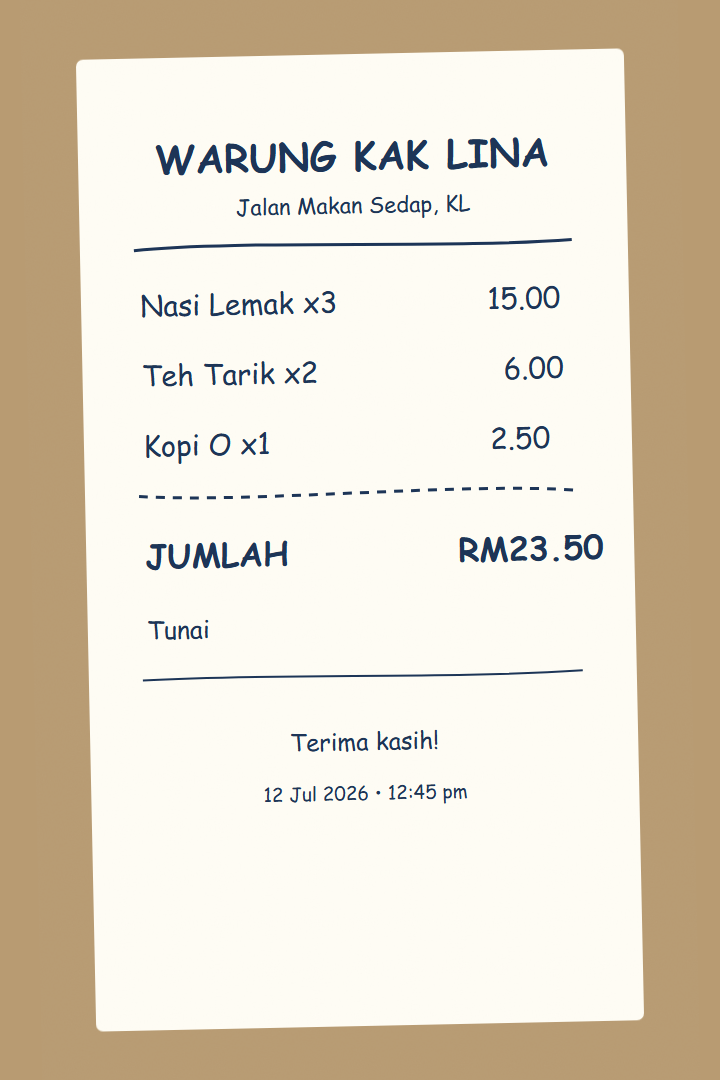 WARUNG KAK LINA
Jalan Makan Sedap, KL
Nasi Lemak x3 15.00
Teh Tarik x2 6.00
Kopi O x1 2.50
JUMLAH RM23.50
Tunai
Terima kasih!
12 Jul 2026 • 12:45 pm